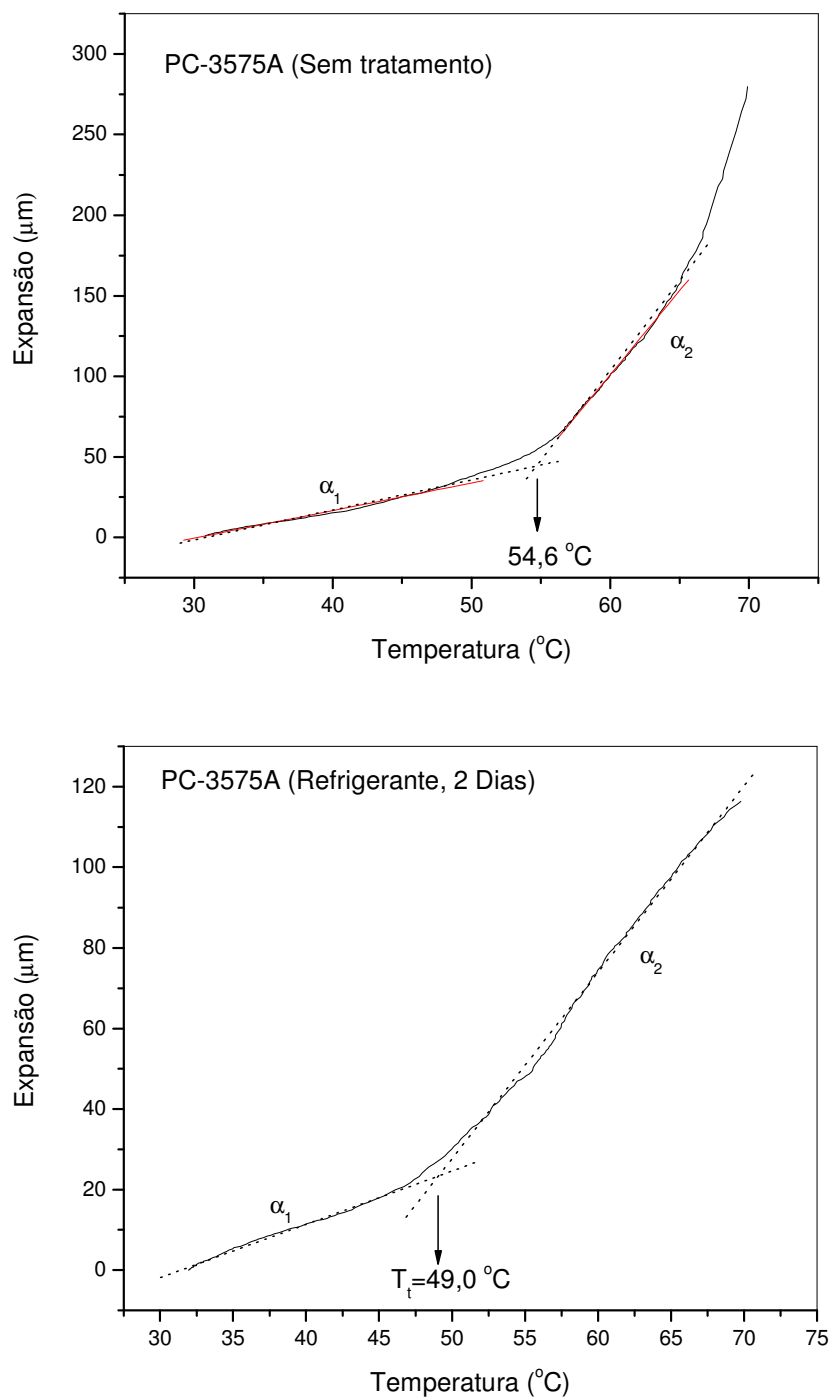 PC-3575A (Sem tratamento)
300
250
200
150
100
50
0
Expansão (μm)
α₁
α₂
54,6 °C
30 40 50 60 70
Temperatura (°C)
PC-3575A (Refrigerante, 2 Dias)
120
100
80
60
40
20
0
Expansão (μm)
α₂
α₁
Tₜ=49,0 °C
30 35 40 45 50 55 60 65 70 75
Temperatura (°C)